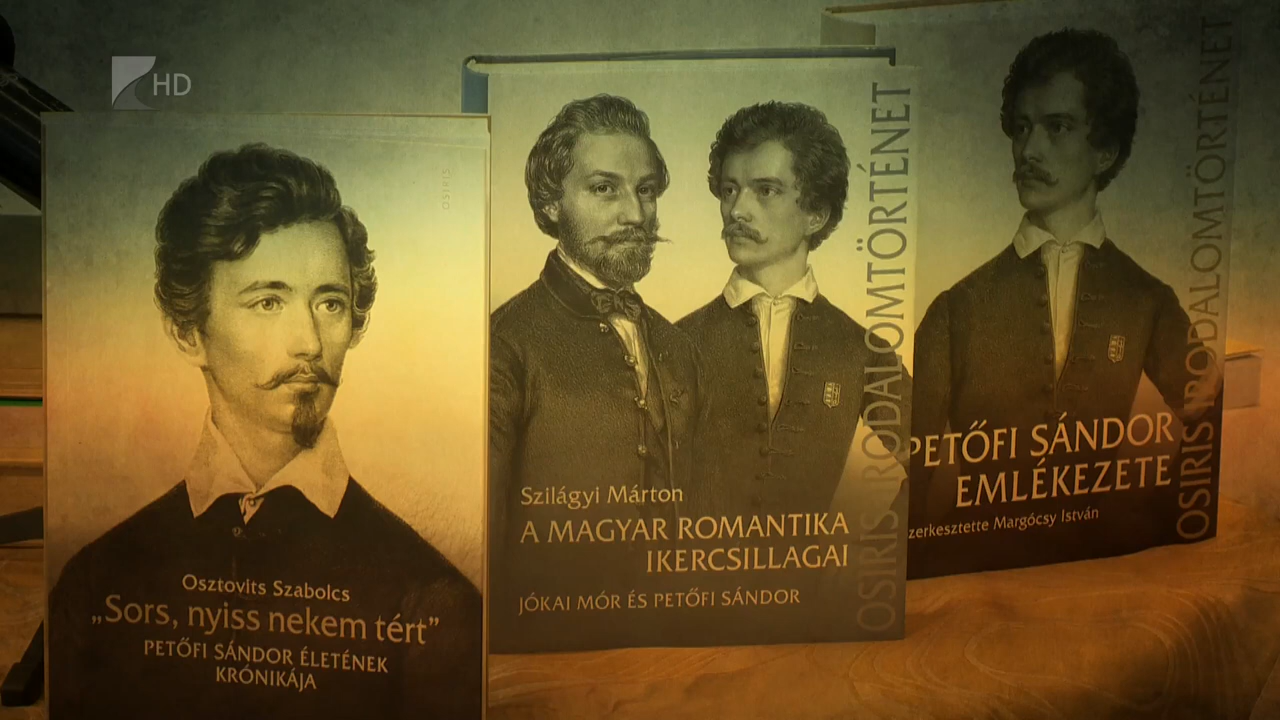 HD
OSIRIS
Osztovits Szabolcs
„Sors, nyiss nekem tért”
PETŐFI SÁNDOR ÉLETÉNEK
KRÓNIKÁJA
Szilágyi Márton
A MAGYAR ROMANTIKA
IKERCSILLAGAI
JÓKAI MÓR ÉS PETŐFI SÁNDOR
OSIRIS IRODALOMTÖRTÉNET
PETŐFI SÁNDOR
EMLÉKEZETE
zerkesztette Margócsy István
OSIRIS IRODALOMTÖRTÉNET